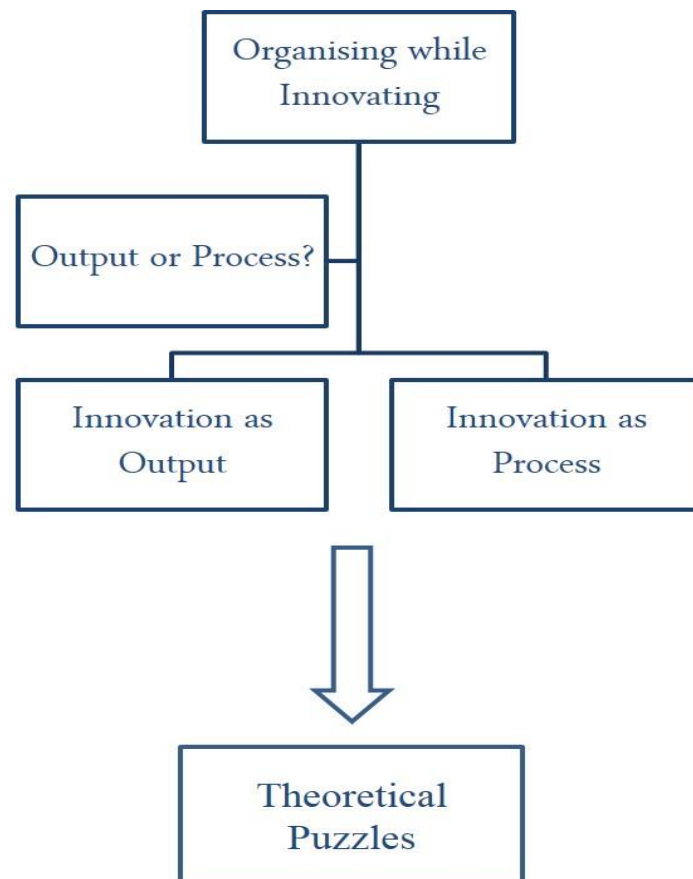 Organising while
Innovating
Output or Process?
Innovation as
Output
Innovation as
Process
Theoretical
Puzzles